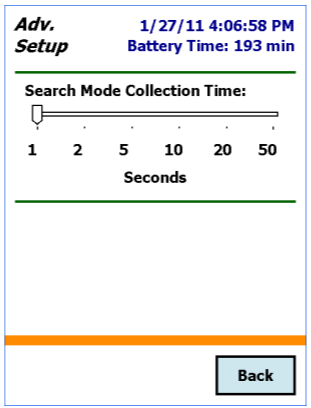 Adv. 1/27/11 4:06:58 PM
Setup Battery Time: 193 min
Search Mode Collection Time:
1 2 5 10 20 50
Seconds
Back